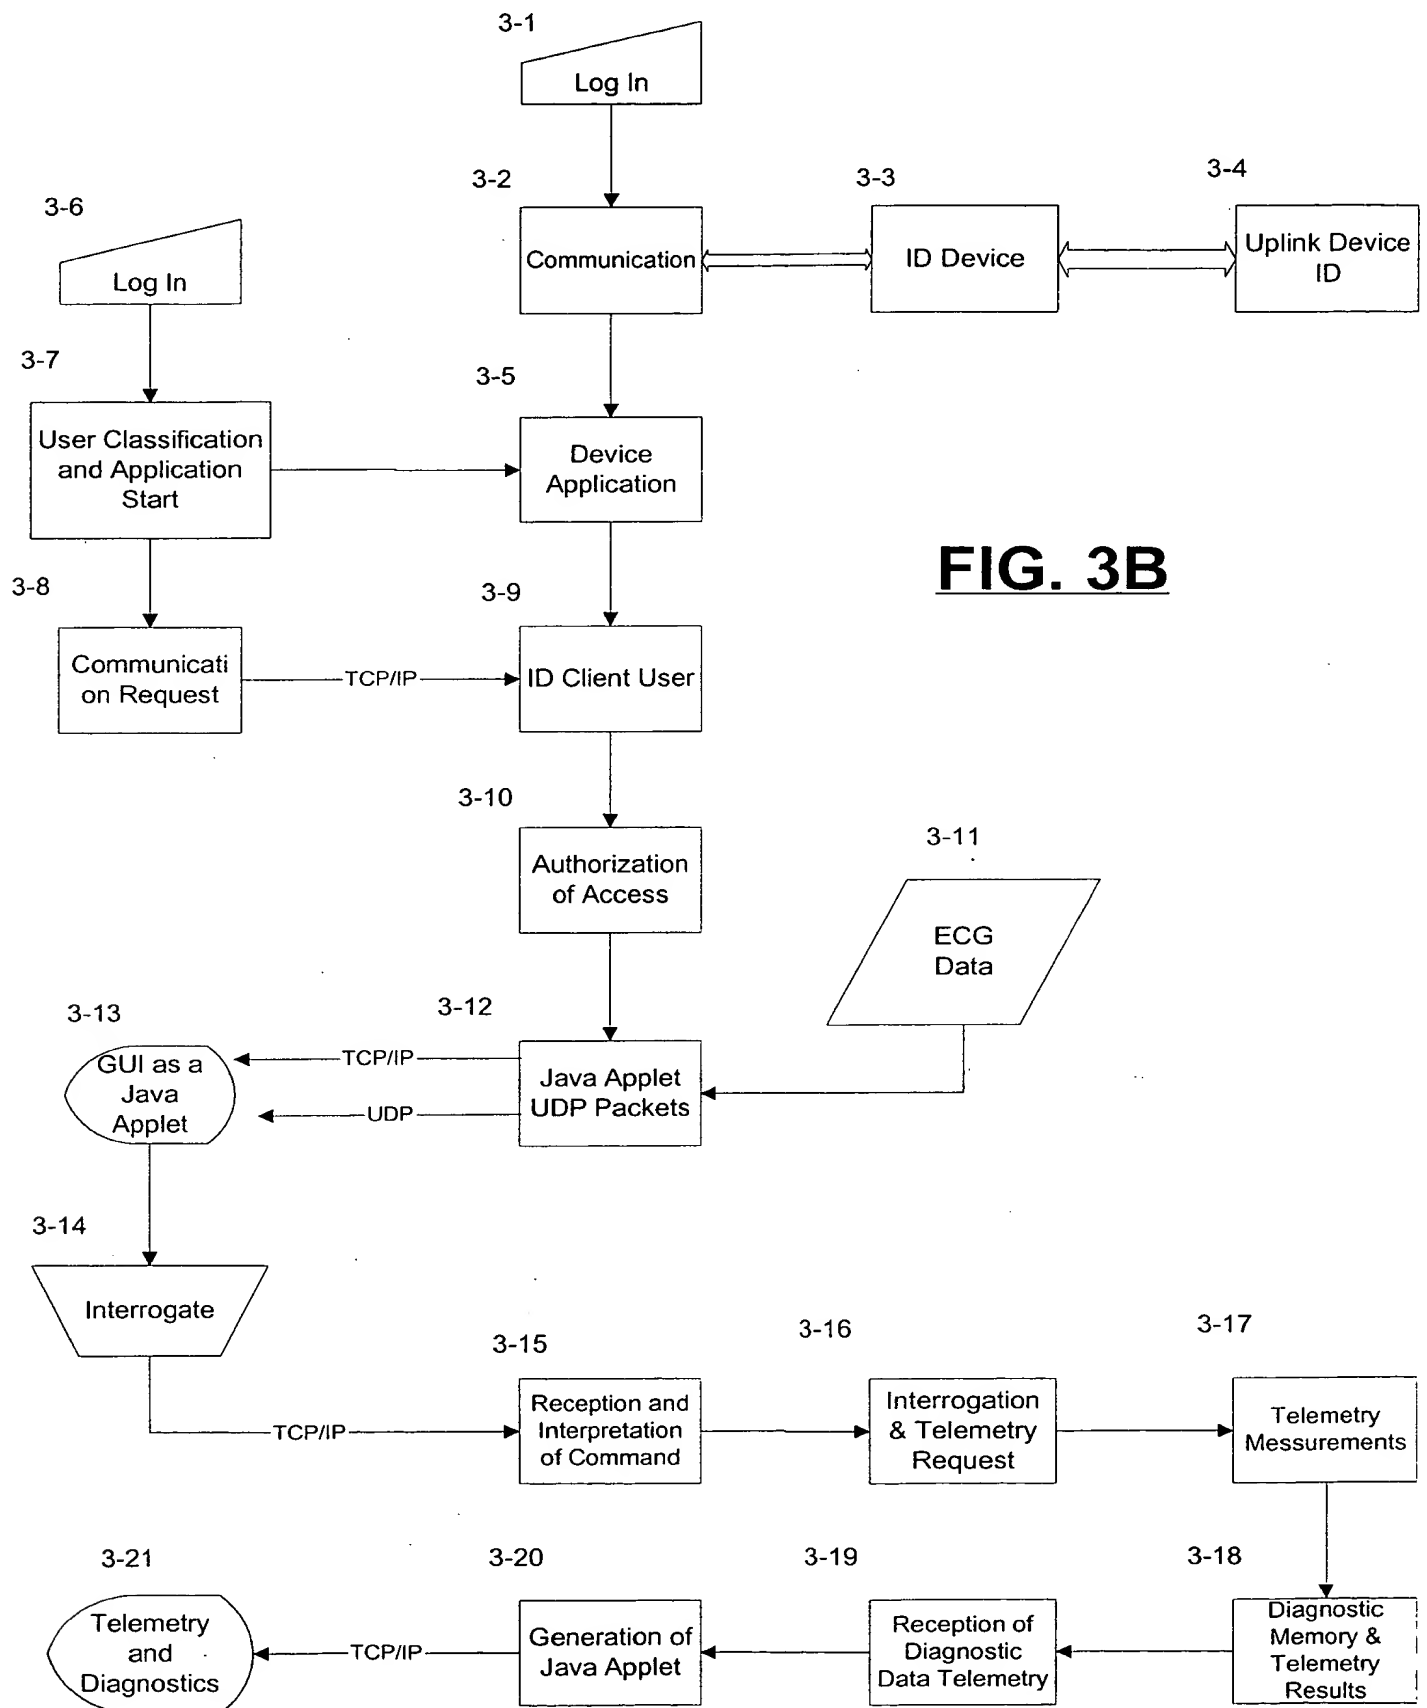 3-1
Log In
3-2
3-3
3-4
3-6
Communication
ID Device
Uplink Device
ID
Log In
3-7
3-5
User Classification
and Application
Start
Device
Application
FIG. 3B
3-8
3-9
Communicati
on Request
TCP/IP
ID Client User
3-10
3-11
Authorization
of Access
ECG
Data
3-13
3-12
GUI as a
Java
Applet
TCP/IP
UDP
Java Applet
UDP Packets
3-14
Interrogate
3-15
3-16
3-17
TCP/IP
Reception and
Interpretation
of Command
Interrogation
& Telemetry
Request
Telemetry
Messurements
3-21
3-20
3-19
3-18
Telemetry
and
Diagnostics
TCP/IP
Generation of
Java Applet
Reception of
Diagnostic
Data Telemetry
Diagnostic
Memory &
Telemetry
Results